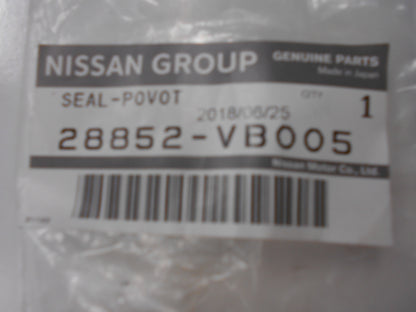 NISSAN GROUP GENUINE PARTS
Made in Japan
SEAL-POVOT QTY 1
2018/06/25
28852-VB005
Nissan Motor Co., Ltd.